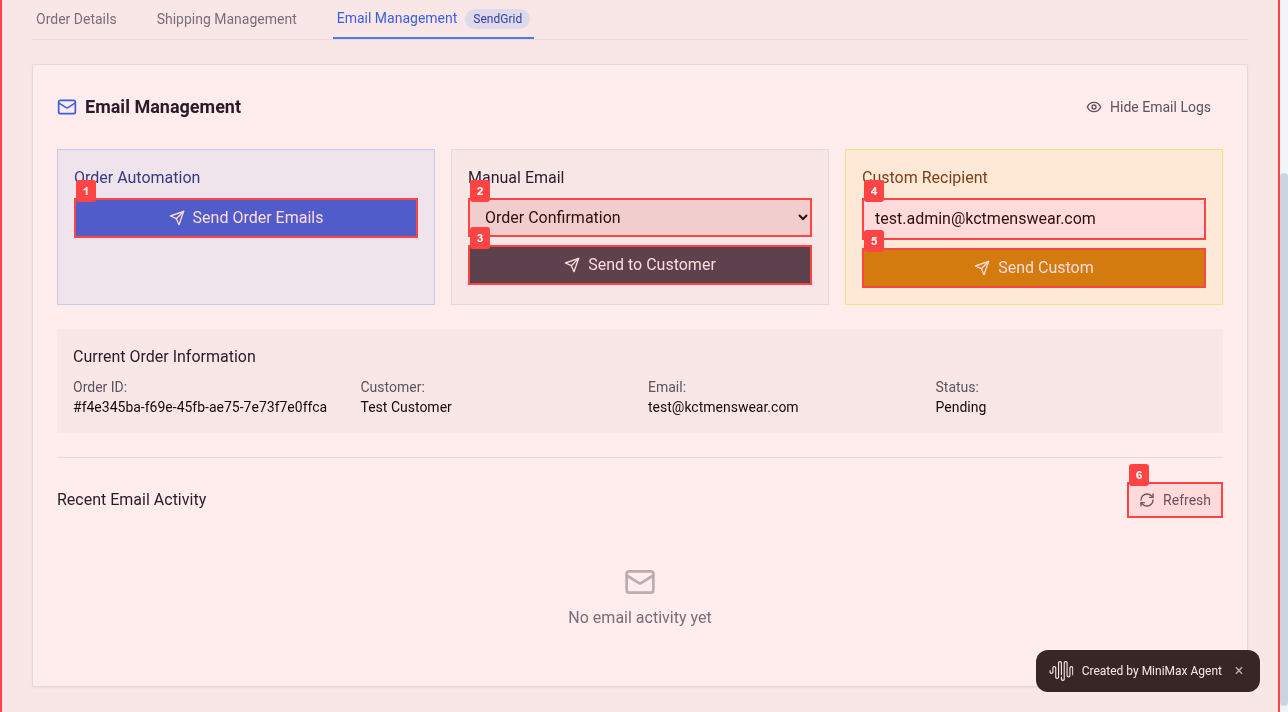 Order Details Shipping Management Email Management SendGrid
Email Management Hide Email Logs
Order Automation
1
Send Order Emails
Manual Email
2
Order Confirmation
3
Send to Customer
Custom Recipient
4
test.admin@kctmenswear.com
5
Send Custom
Current Order Information
Order ID: Customer: Email: Status:
#f4e345ba-f69e-45fb-ae75-7e73f7e0ffca Test Customer test@kctmenswear.com Pending
6
Recent Email Activity Refresh
No email activity yet
Created by MiniMax Agent ×